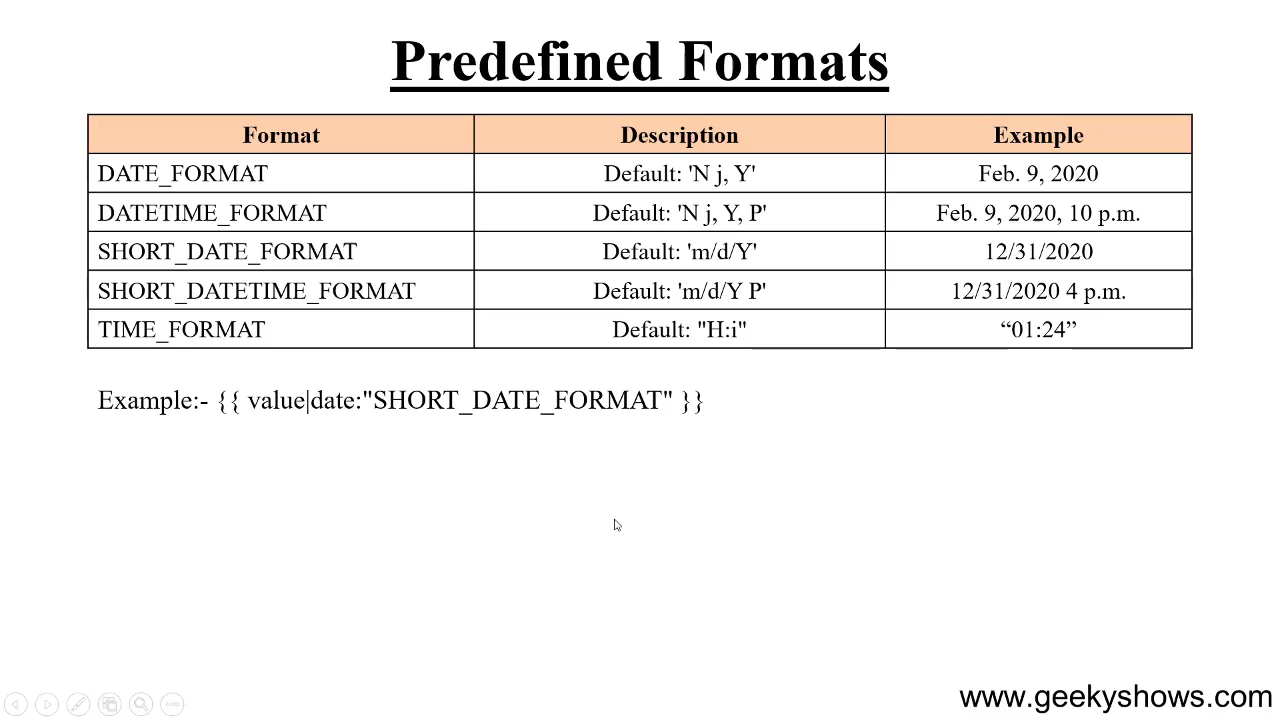 Predefined Formats
Format Description Example
DATE_FORMAT Default: 'N j, Y' Feb. 9, 2020
DATETIME_FORMAT Default: 'N j, Y, P' Feb. 9, 2020, 10 p.m.
SHORT_DATE_FORMAT Default: 'm/d/Y' 12/31/2020
SHORT_DATETIME_FORMAT Default: 'm/d/Y P' 12/31/2020 4 p.m.
TIME_FORMAT Default: "H:i" “01:24”
Example:- {{ value|date:"SHORT_DATE_FORMAT" }}
www.geekyshows.com